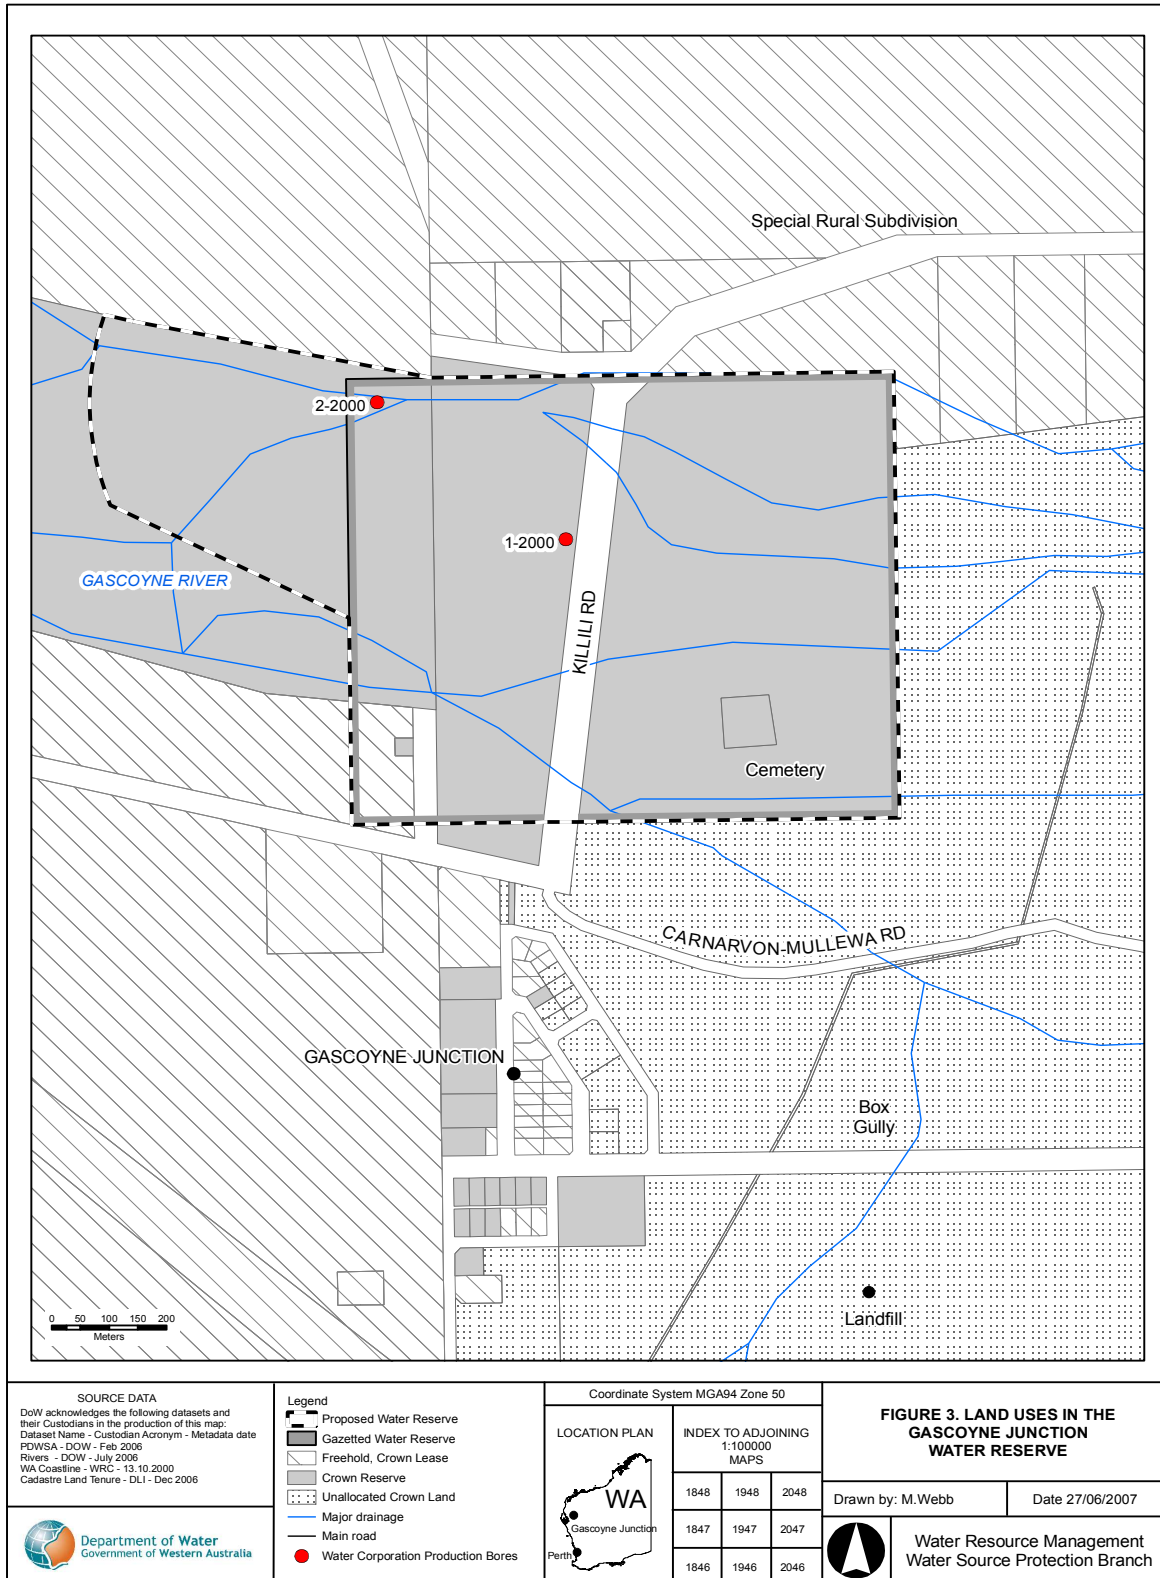 Special Rural Subdivision
2-2000
1-2000
GASCOYNE RIVER
KILLILI RD
Cemetery
CARNARVON-MULLEWA RD
GASCOYNE JUNCTION
Box
Gully
Landfill
0 50 100 150 200
Meters
SOURCE DATA
DoW acknowledges the following datasets and
their Custodians in the production of this map:
Dataset Name - Custodian Acronym - Metadata date
PDWSA - DOW - Feb 2006
Rivers - DOW - July 2006
WA Coastline - WRC - 13.10.2000
Cadastre Land Tenure - DLI - Dec 2006
Department of Water
Government of Western Australia
Legend
Proposed Water Reserve
Gazetted Water Reserve
Freehold, Crown Lease
Crown Reserve
Unallocated Crown Land
Major drainage
Main road
Water Corporation Production Bores
Coordinate System MGA94 Zone 50
LOCATION PLAN
WA
Gascoyne Junction
Perth
INDEX TO ADJOINING
1:100000
MAPS
1848 1948 2048
1847 1947 2047
1846 1946 2046
FIGURE 3. LAND USES IN THE
GASCOYNE JUNCTION
WATER RESERVE
Drawn by: M.Webb
Date 27/06/2007
Water Resource Management
Water Source Protection Branch